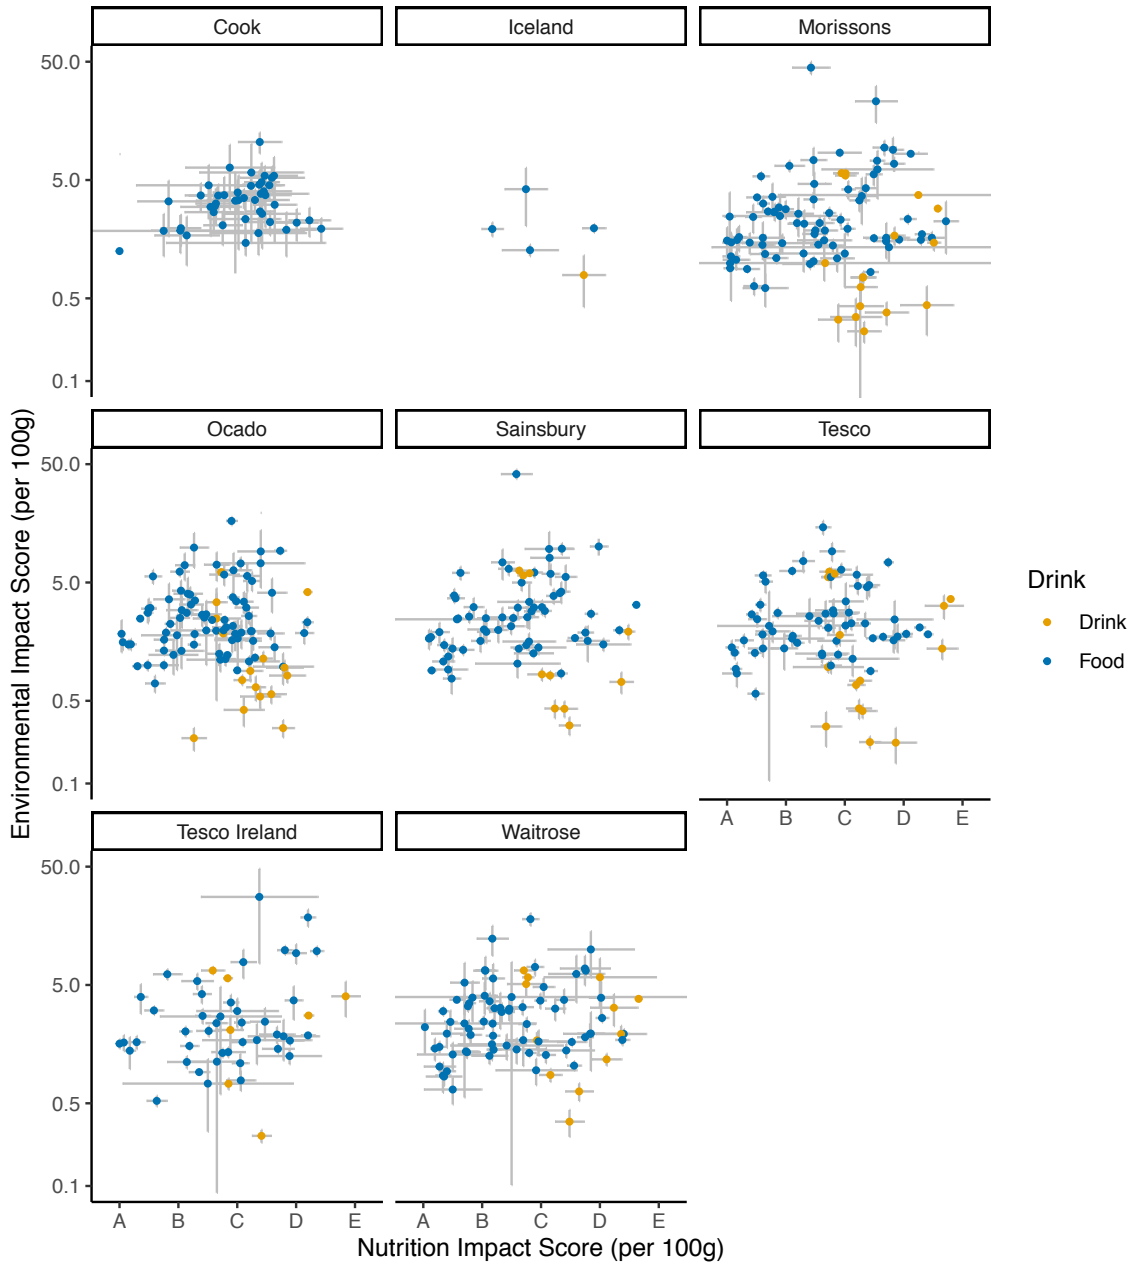 Cook
Iceland
Morissons
50.0
5.0
0.5
0.1
Ocado
Sainsbury
Tesco
50.0
5.0
0.5
0.1
A B C D E
Tesco Ireland
Waitrose
50.0
5.0
0.5
0.1
A B C D E
A B C D E
Nutrition Impact Score (per 100g)
Environmental Impact Score (per 100g)
Drink
Drink
Food